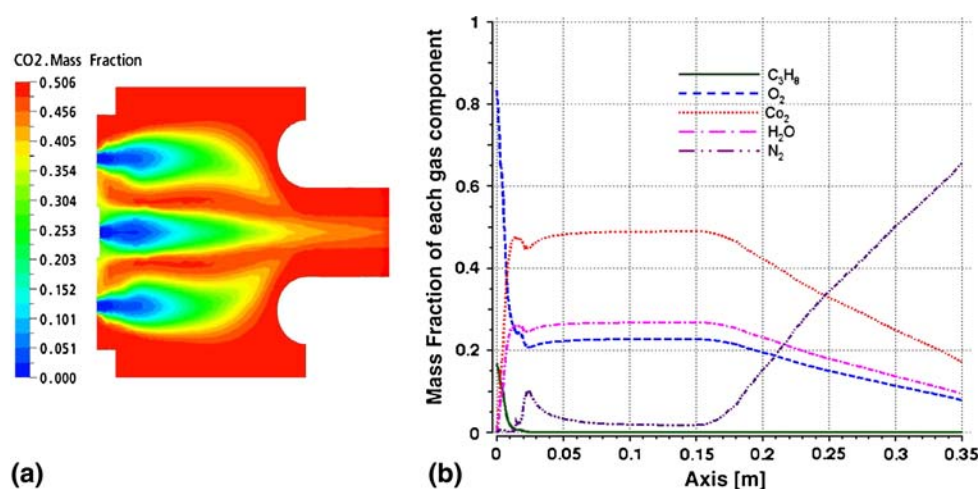 CO2.Mass Fraction
0.506
0.456
0.405
0.354
0.304
0.253
0.202
0.152
0.101
0.051
0.000
(a)
Mass Fraction of each gas component
1
0.8
0.6
0.4
0.2
0
C₃H₈
O₂
Co₂
H₂O
N₂
0 0.05 0.1 0.15 0.2 0.25 0.3 0.35
Axis [m]
(b)